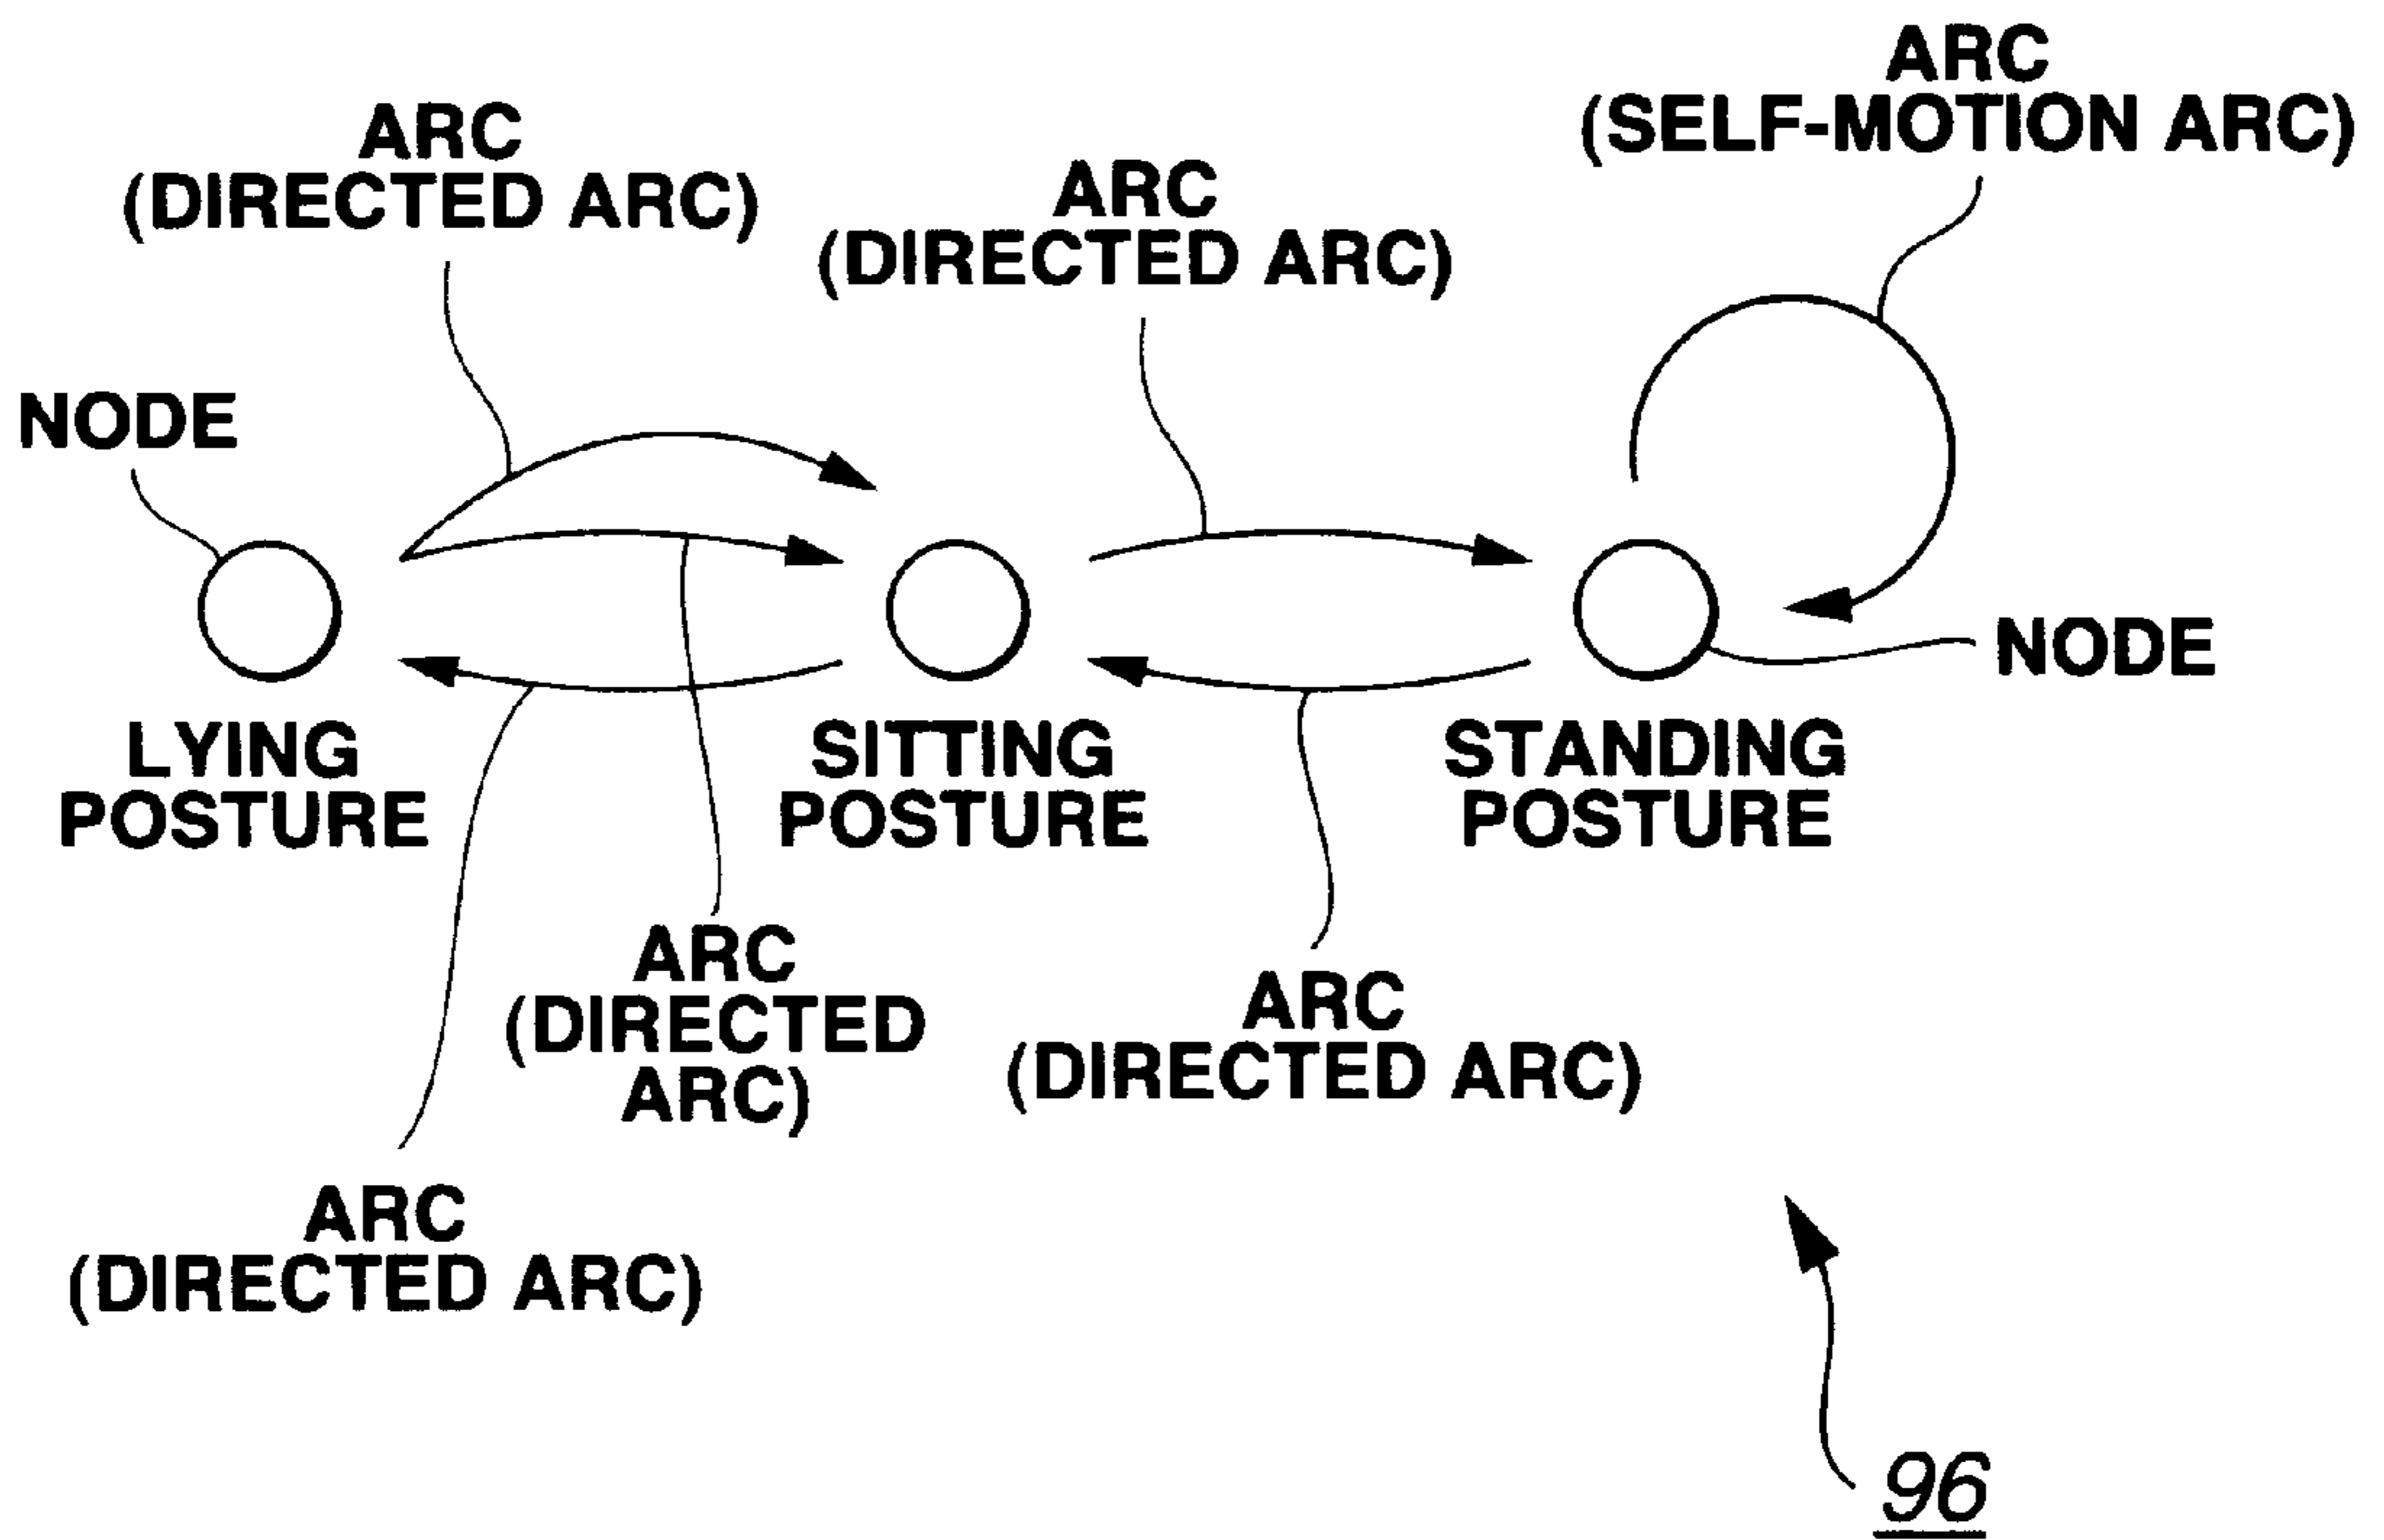 ARC
(SELF-MOTION ARC)
ARC
(DIRECTED ARC)
ARC
(DIRECTED ARC)
NODE
NODE
LYING
POSTURE
SITTING
POSTURE
STANDING
POSTURE
ARC
(DIRECTED
ARC)
ARC
(DIRECTED ARC)
ARC
(DIRECTED ARC)
96